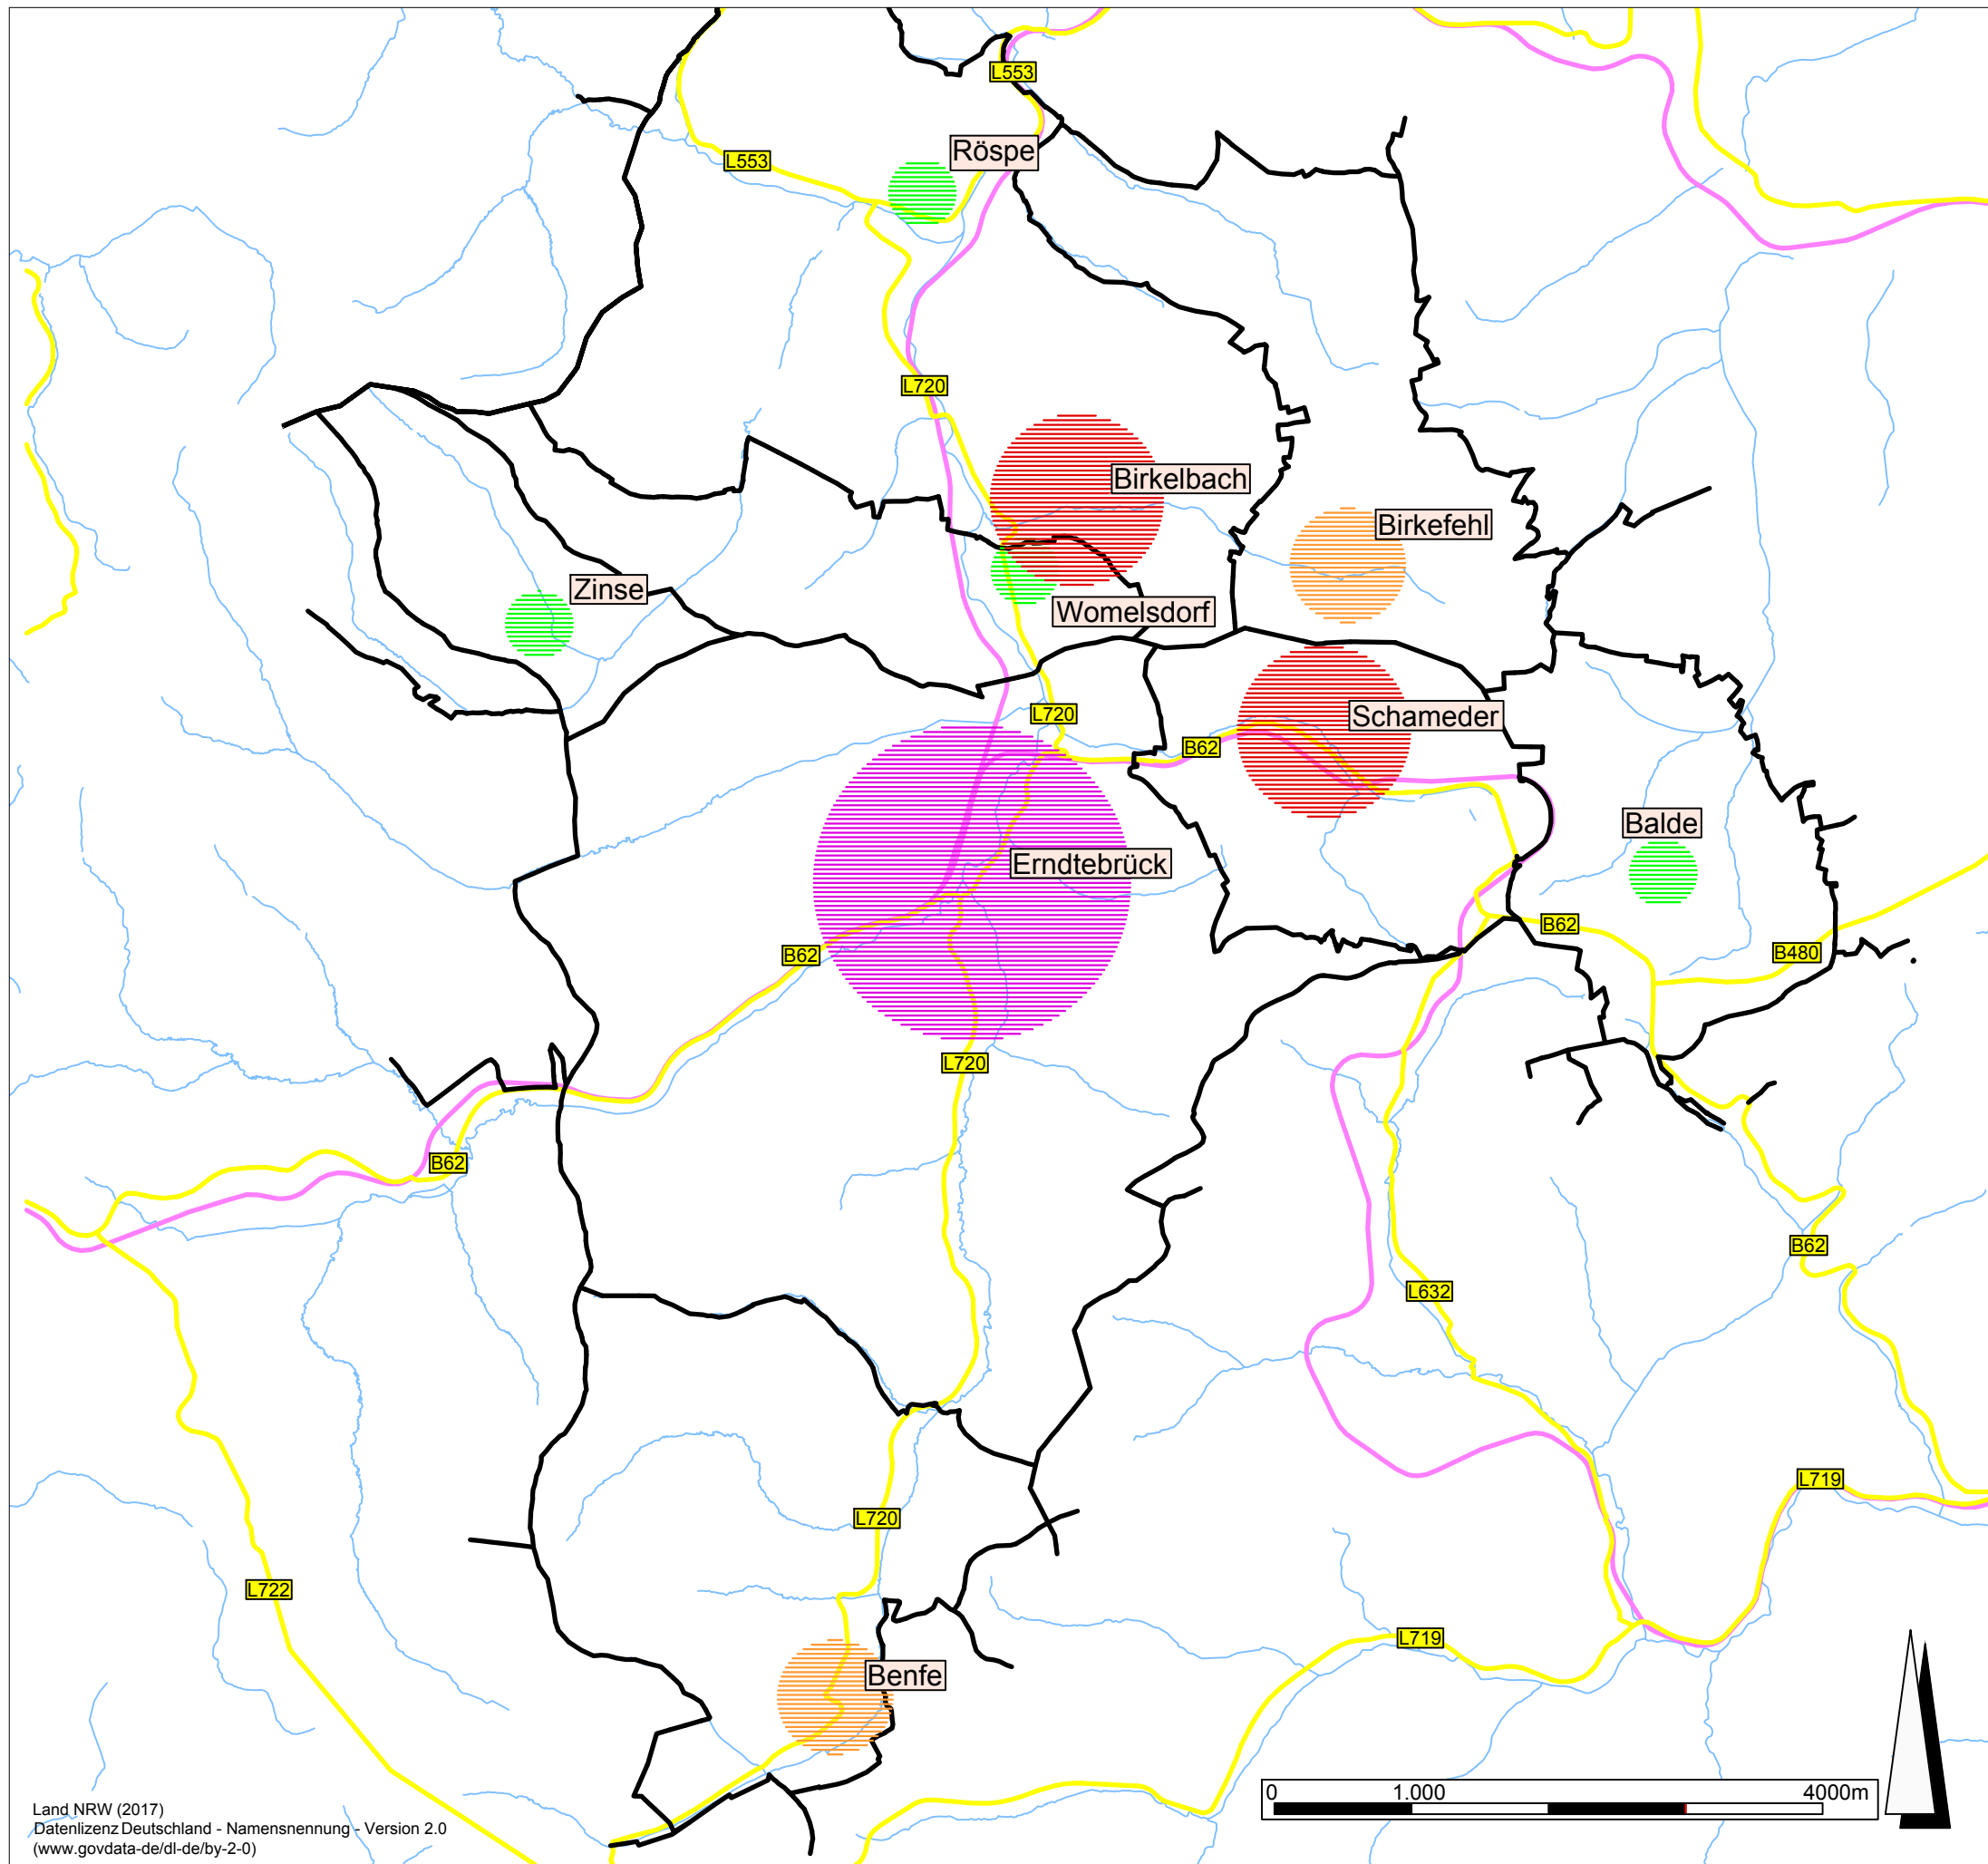 L553
L553
Röspe
L720
Birkelbach
Birkefehl
Zinse
Womelsdorf
L720
Schameder
B62
Balde
Erndtebrück
B62
B62
B480
L720
B62
B62
L632
L719
L720
L722
L719
Benfe
0 1.000 4000m
Land NRW (2017)
Datenlizenz Deutschland - Namensnennung - Version 2.0
(www.govdata-de/dl-de/by-2-0)